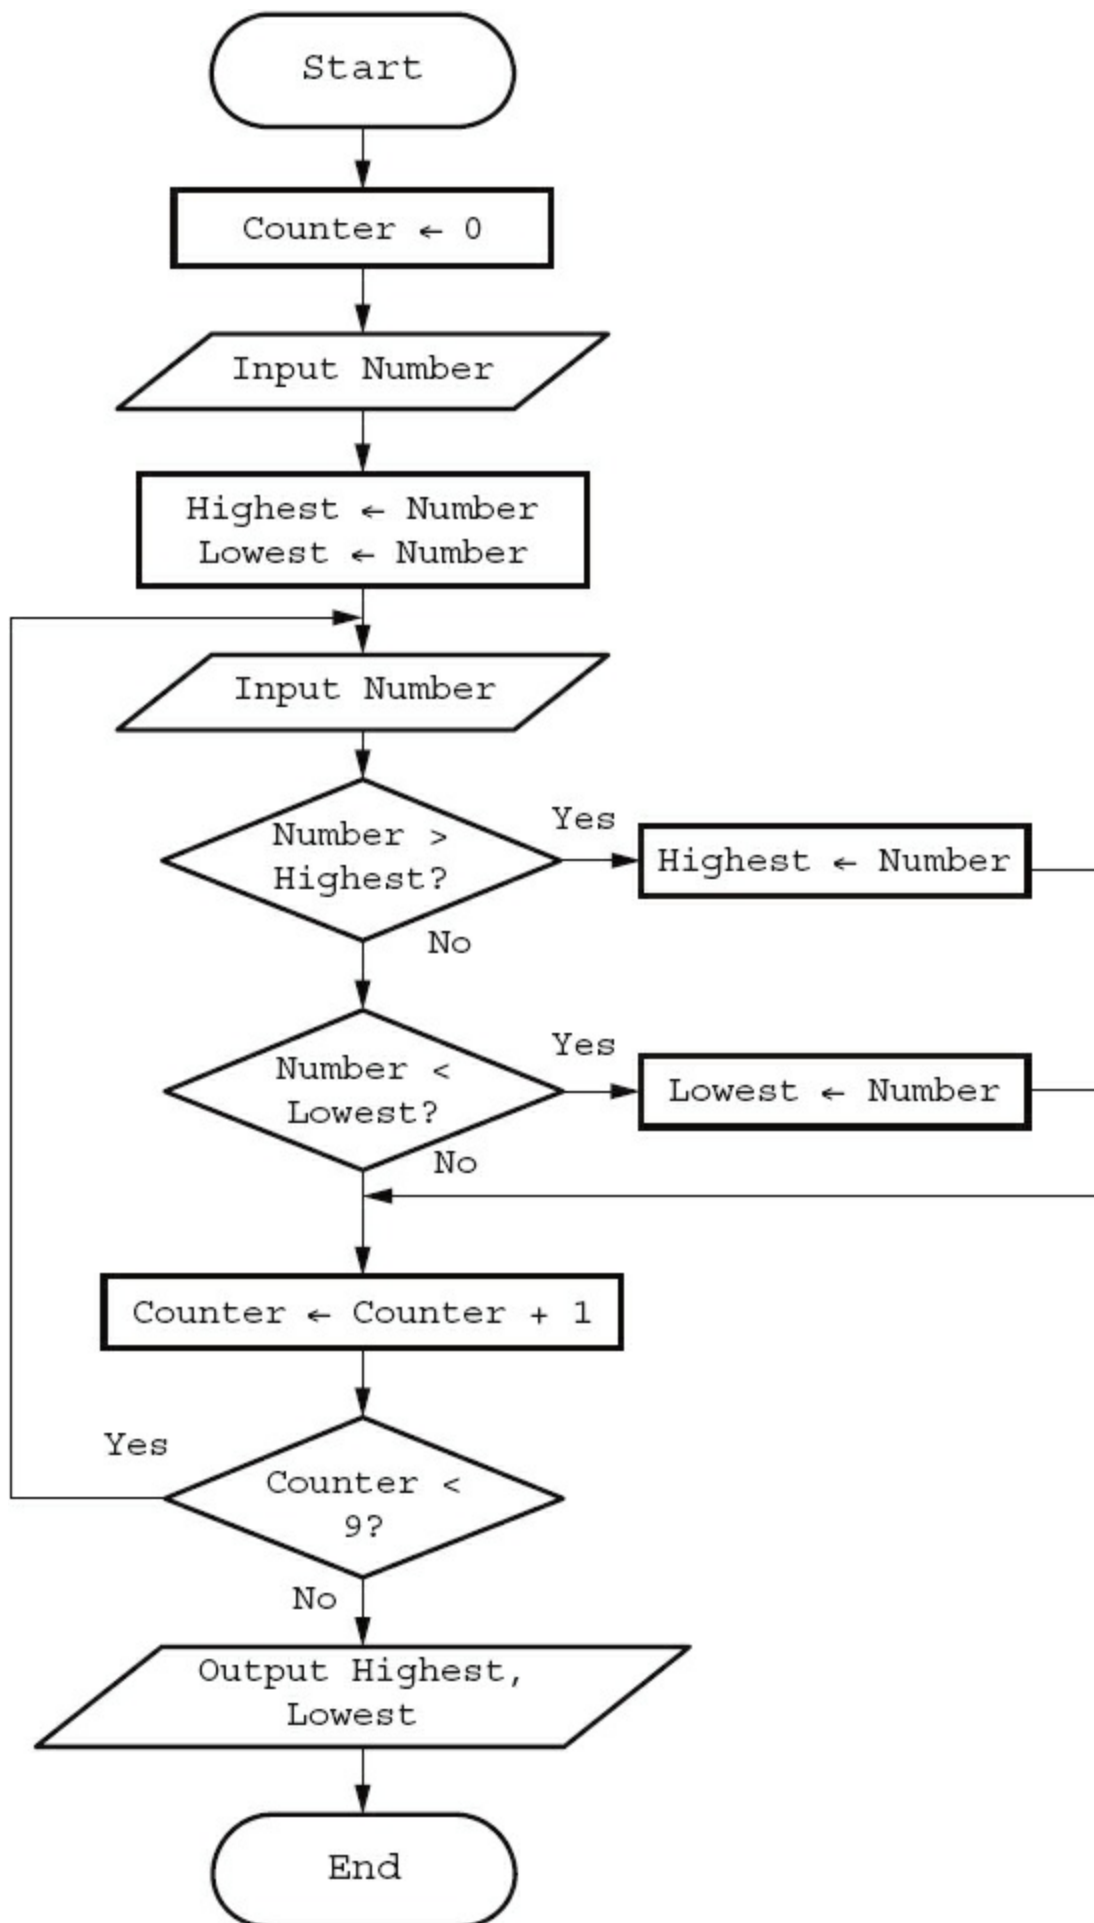 Start
Counter ← 0
Input Number
Highest ← Number
Lowest ← Number
Input Number
Number >
Highest?
Yes
Highest ← Number
No
Number <
Lowest?
Yes
Lowest ← Number
No
Counter ← Counter + 1
Counter <
9?
Yes
No
Output Highest,
Lowest
End